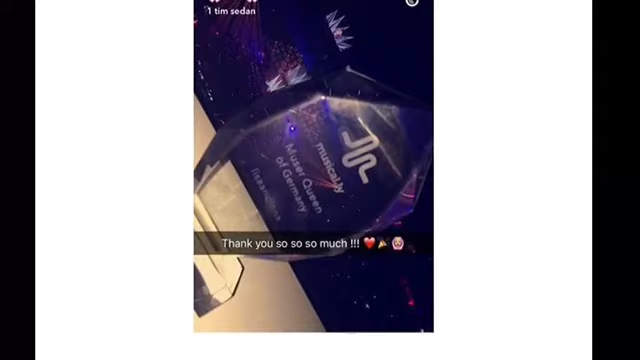 1 tim sedan
musical.ly
Muser Queen
of Germany
Thank you so so so much !!! ❤️🎉👸🏼